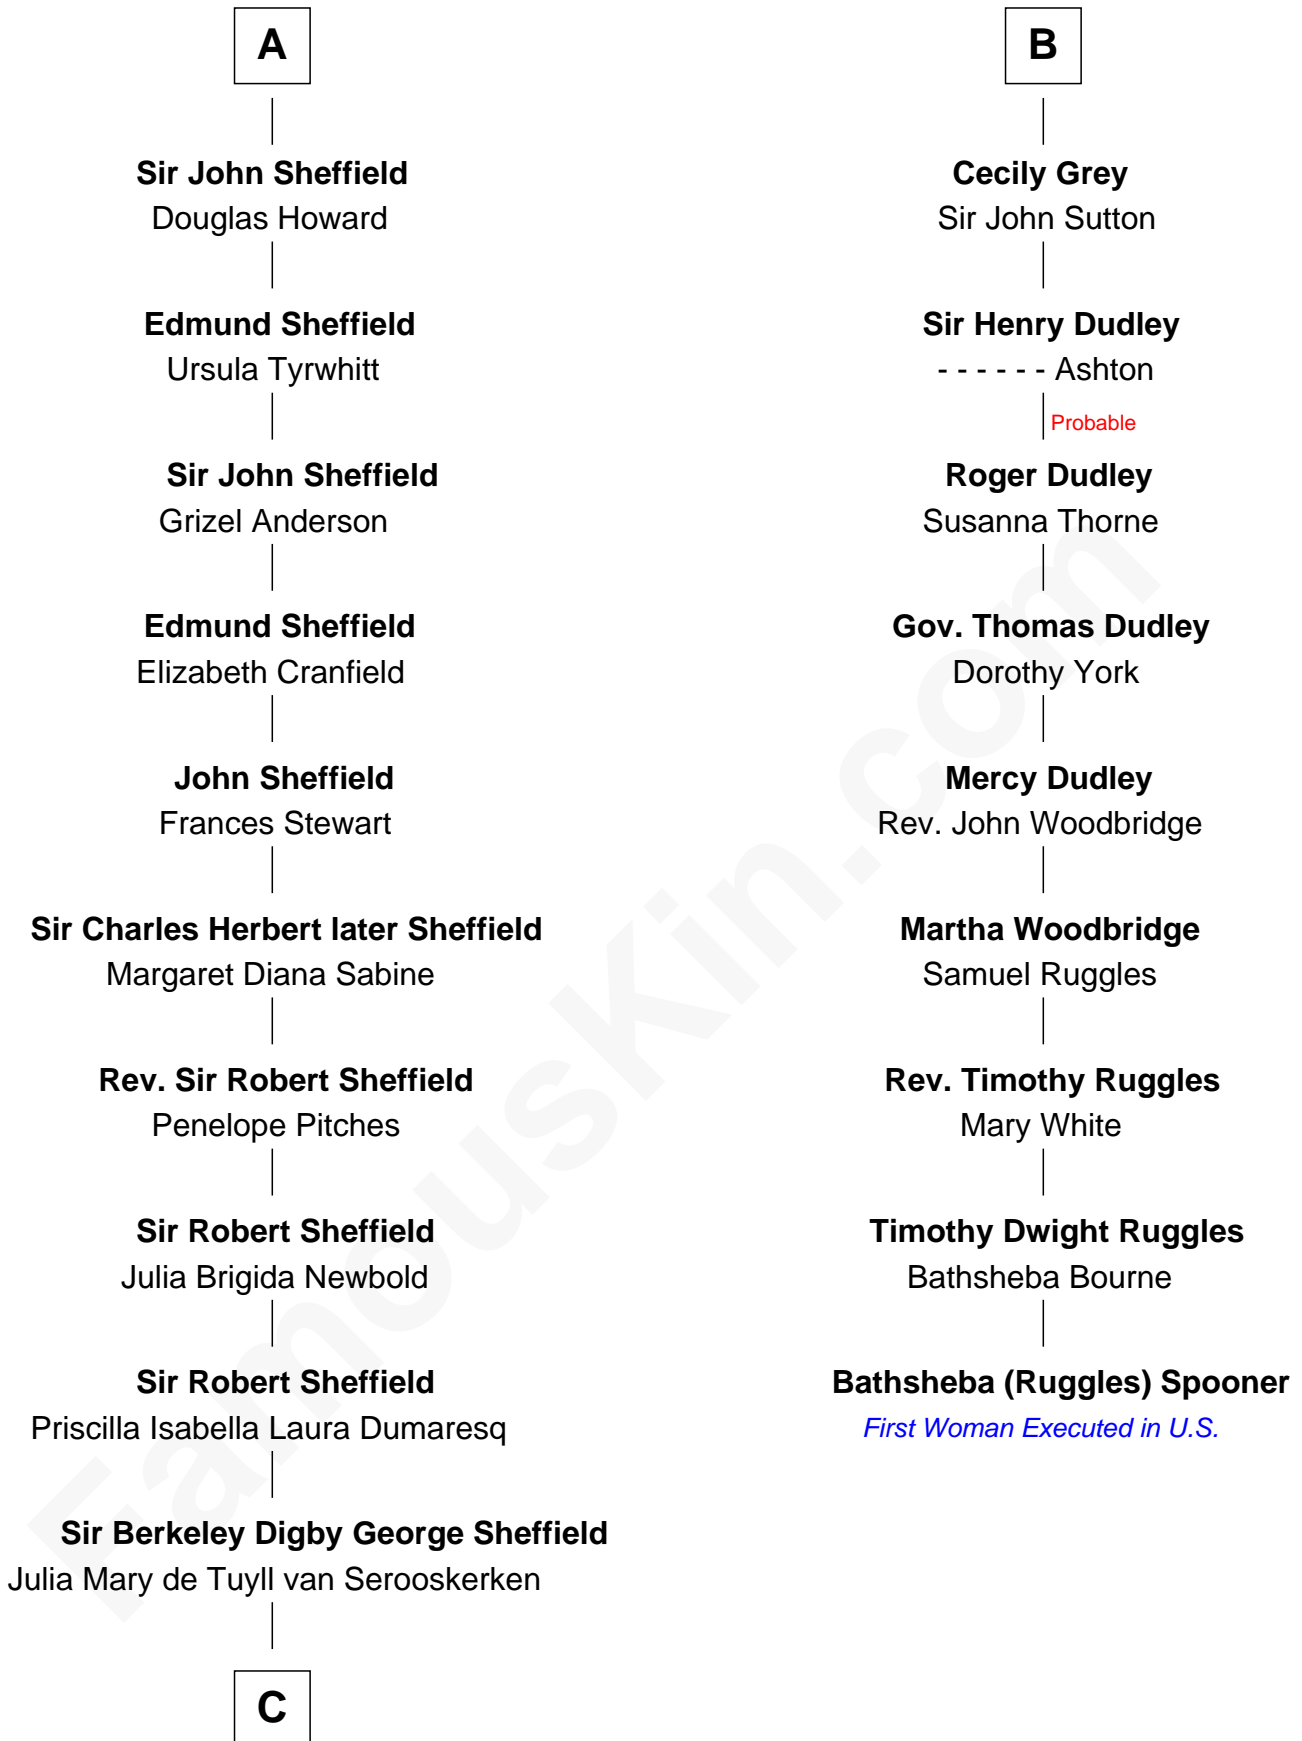 A
Sir John Sheffield
Douglas Howard
Edmund Sheffield
Ursula Tyrwhitt
Sir John Sheffield
Grizel Anderson
Edmund Sheffield
Elizabeth Cranfield
John Sheffield
Frances Stewart
Sir Charles Herbert later Sheffield
Margaret Diana Sabine
Rev. Sir Robert Sheffield
Penelope Pitches
Sir Robert Sheffield
Julia Brigida Newbold
Sir Robert Sheffield
Priscilla Isabella Laura Dumaresq
Sir Berkeley Digby George Sheffield
Julia Mary de Tuyll van Serooskerken
C
B
Cecily Grey
Sir John Sutton
Sir Henry Dudley
- - - - - - Ashton
Probable
Roger Dudley
Susanna Thorne
Gov. Thomas Dudley
Dorothy York
Mercy Dudley
Rev. John Woodbridge
Martha Woodbridge
Samuel Ruggles
Rev. Timothy Ruggles
Mary White
Timothy Dwight Ruggles
Bathsheba Bourne
Bathsheba (Ruggles) Spooner
First Woman Executed in U.S.
FamousKin.com